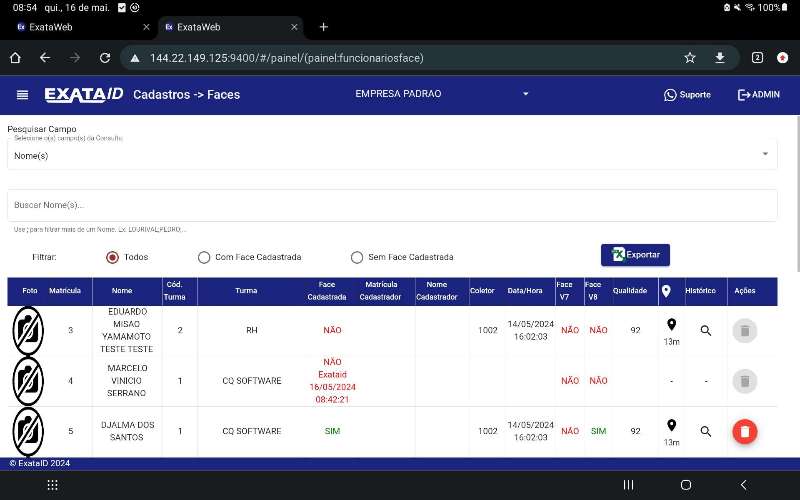 08:54 qui., 16 de mai.
100%
Ex ExataWeb
Ex ExataWeb
144.22.149.125:9400/#/painel/(painel:funcionariosface)
2
EXATAID Cadastros -> Faces
EMPRESA PADRAO
Suporte
ADMIN
Pesquisar Campo
Selecione o(s) campo(s) da Consulta
Nome(s)
Buscar Nome(s)...
Use ; para filtrar mais de um Nome. Ex: LOURIVAL;PEDRO;...
Filtrar: Todos Com Face Cadastrada Sem Face Cadastrada
Exportar
Foto Matrícula Nome Cód. Turma Turma Face Cadastrada Matrícula Cadastrador Nome Cadastrador Coletor Data/Hora Face V7 Face V8 Qualidade Histórico Ações
3 EDUARDO MISAO YAMAMOTO TESTE TESTE 2 RH NÃO 1002 14/05/2024 16:02:03 NÃO NÃO 92 13m
4 MARCELO VINICIO SERRANO 1 CQ SOFTWARE NÃO Exataid 16/05/2024 08:42:21 NÃO NÃO - -
5 DJALMA DOS SANTOS 1 CQ SOFTWARE SIM 1002 14/05/2024 16:02:03 NÃO SIM 92 13m
© ExataID 2024